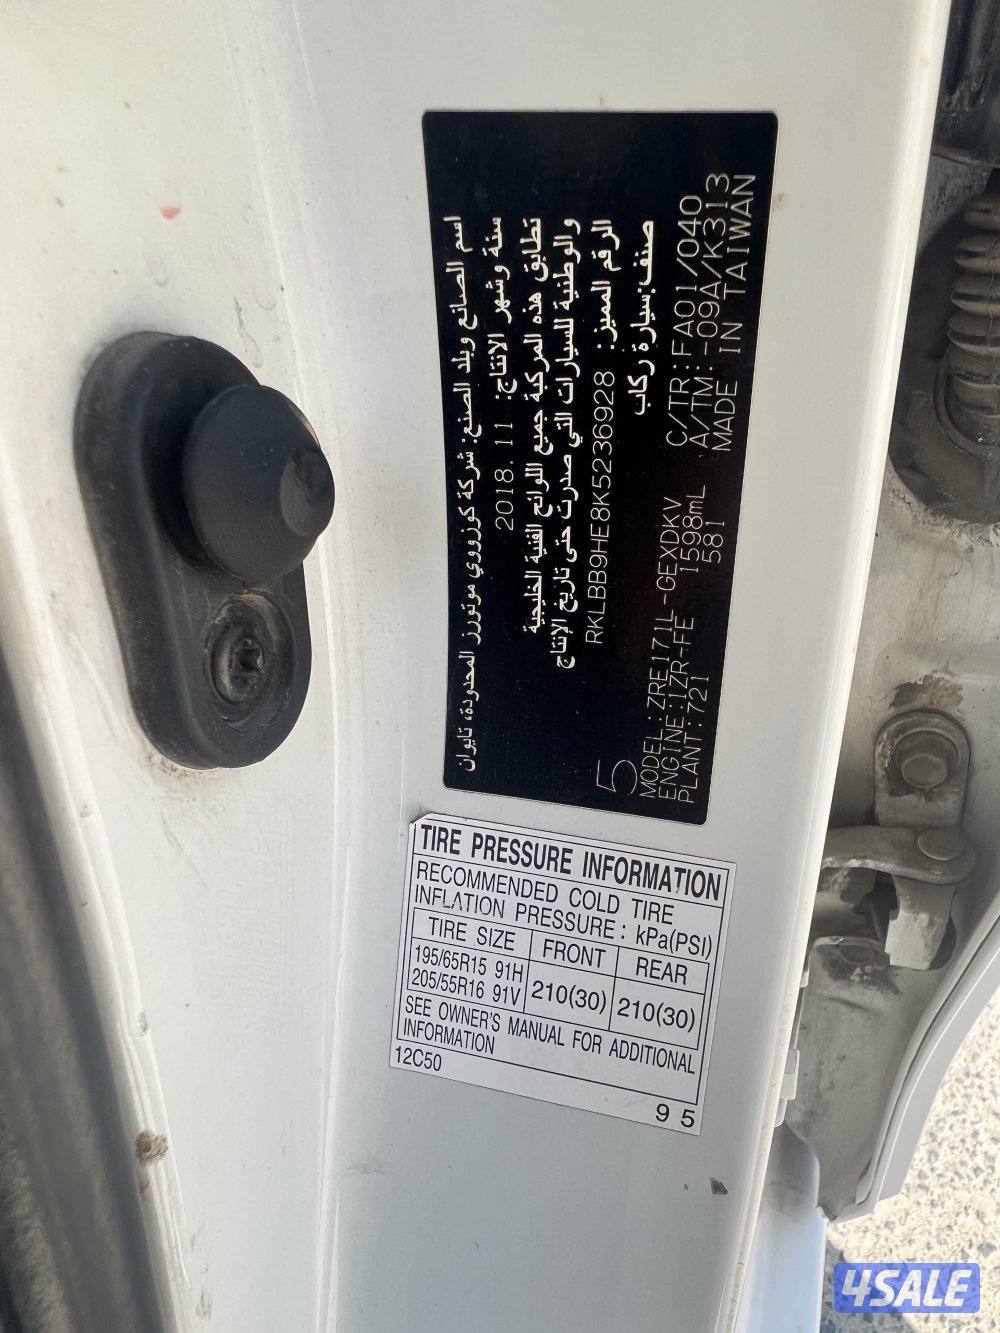 اسم الصانع وبلد الصنع: شركة كوزووي موتورز المحدودة، تايوان
سنة وشهر الانتاج: 2018.11
تطابق هذه المركبة جميع اللوائح الفنية الخليجية
والوطنية للسيارات التي صدرت حتى تاريخ الإنتاج
الرقم المميز: RKLBB9HE8K5236928
صنف:سيارة ركاب
5
MODEL:ZRE171L-GEXDKV
ENGINE:1ZR-FE 1598mL
PLANT:721 581
C/TR:FA01/040
A/TM:-09A/K313
MADE IN TAIWAN
TIRE PRESSURE INFORMATION
RECOMMENDED COLD TIRE
INFLATION PRESSURE: kPa(PSI)
TIRE SIZE FRONT REAR
195/65R15 91H
205/55R16 91V
210(30) 210(30)
SEE OWNER'S MANUAL FOR ADDITIONAL
INFORMATION
12C50
95
4SALE